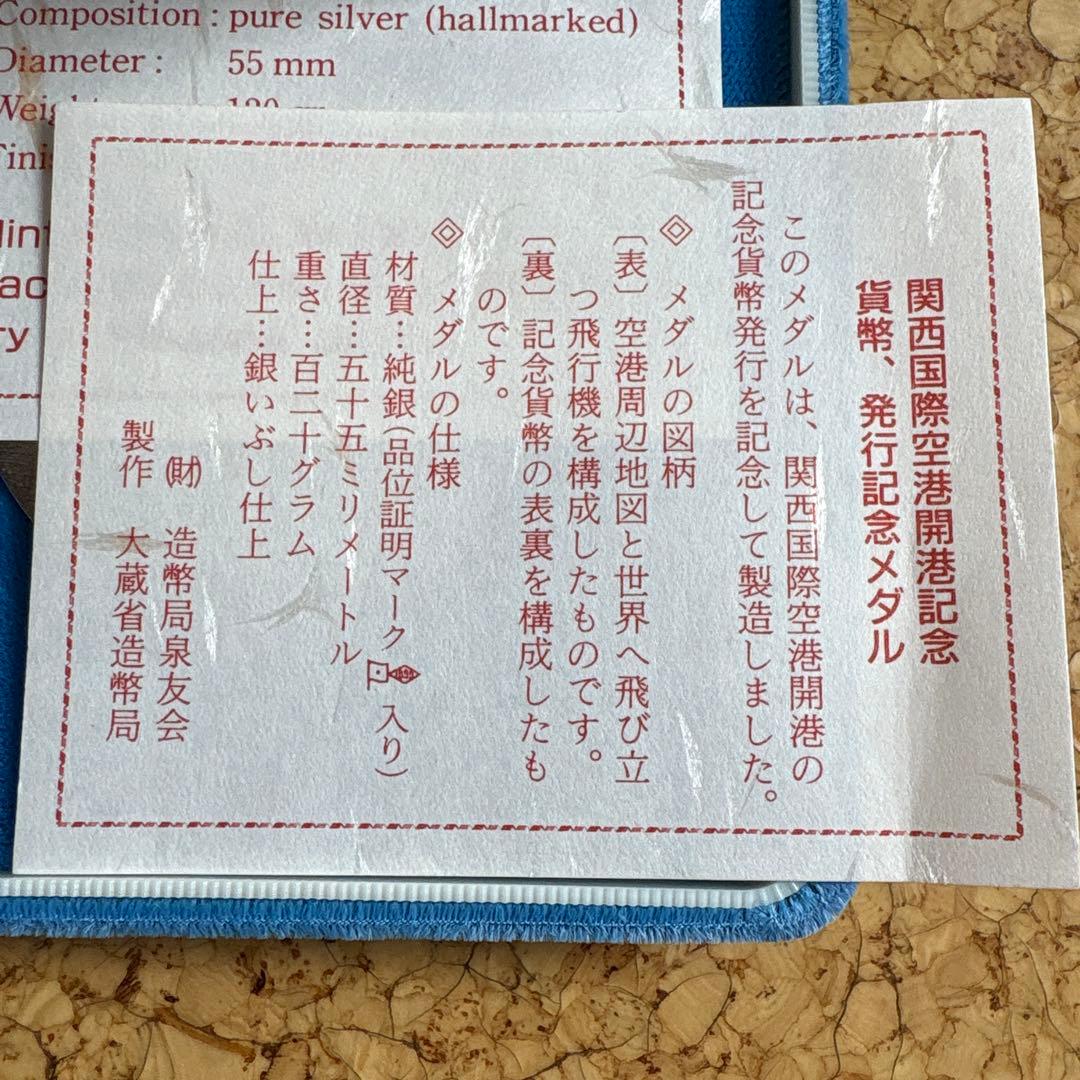 Composition : pure silver (hallmarked)
Diameter : 55 mm
関西国際空港開港記念
貨幣、発行記念メダル
このメダルは、関西国際空港開港の
記念貨幣発行を記念して製造しました。
◎ メダルの図柄
〔表〕空港周辺地図と世界へ飛び立
つ飛行機を構成したものです。
〔裏〕記念貨幣の表裏を構成したも
のです。
◎ メダルの仕様
材質…純銀(品位証明マーク 入り)
直径…五十五ミリメートル
重さ…百二十グラム
仕上…銀いぶし仕上
㈶ 造幣局泉友会
製作 大蔵省造幣局